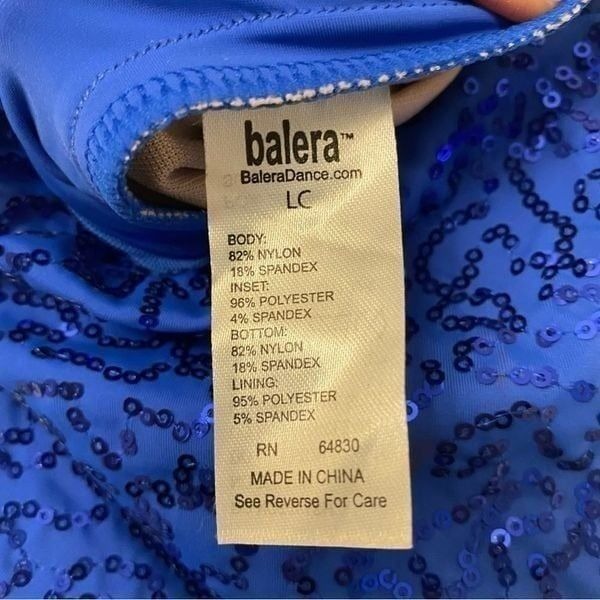 balera™
BaleraDance.com
LC
BODY:
82% NYLON
18% SPANDEX
INSET:
96% POLYESTER
4% SPANDEX
BOTTOM:
82% NYLON
18% SPANDEX
LINING:
95% POLYESTER
5% SPANDEX
RN 64830
MADE IN CHINA
See Reverse For Care